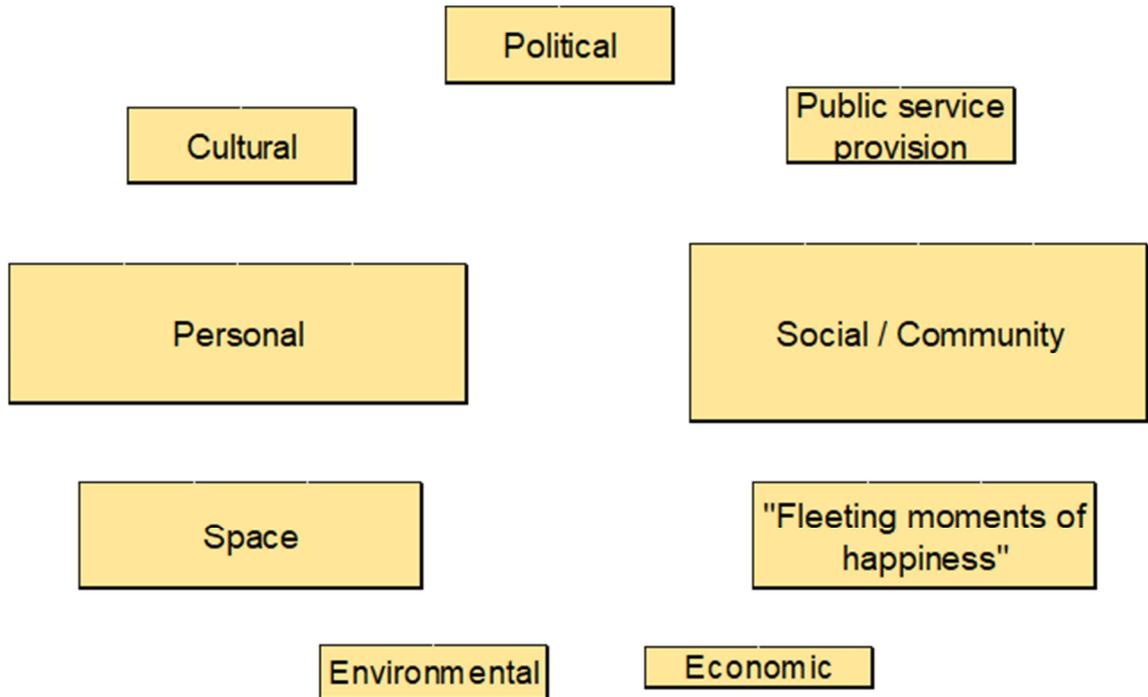 Political
Cultural
Public service
provision
Personal
Social / Community
Space
"Fleeting moments of
happiness"
Environmental
Economic